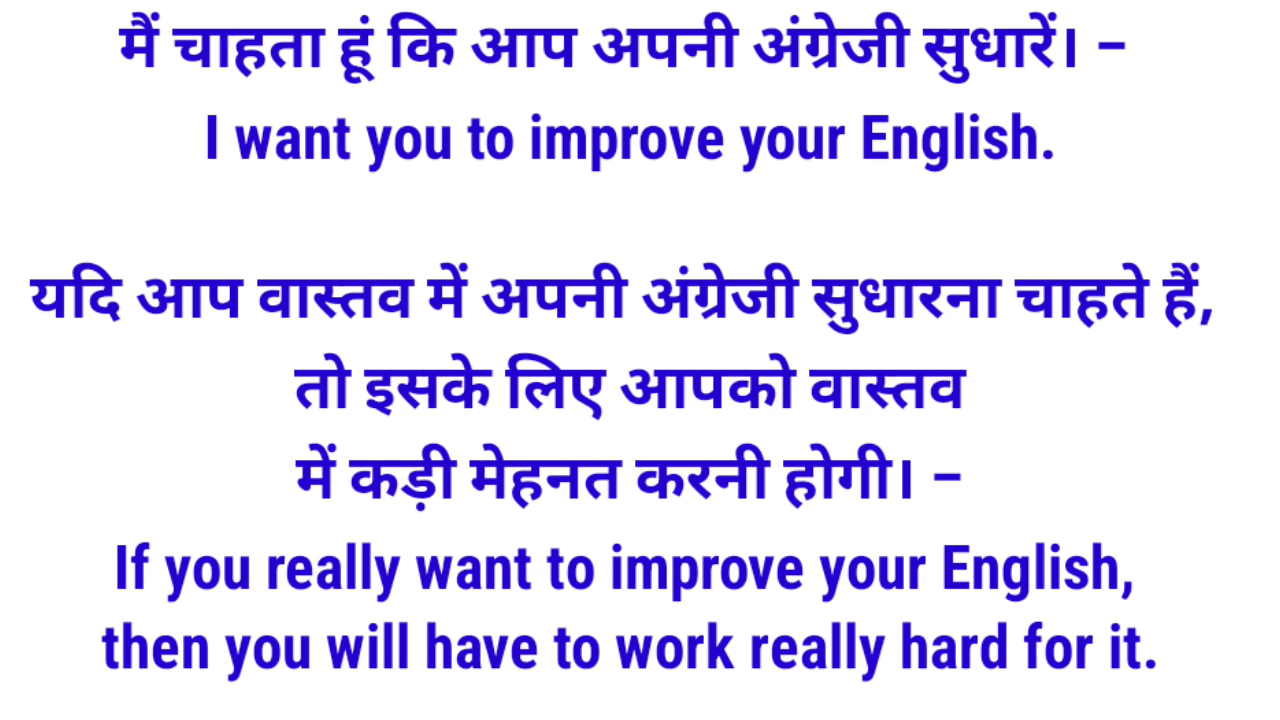 मैं चाहता हूं कि आप अपनी अंग्रेजी सुधारें। –
I want you to improve your English.
यदि आप वास्तव में अपनी अंग्रेजी सुधारना चाहते हैं,
तो इसके लिए आपको वास्तव
में कड़ी मेहनत करनी होगी। –
If you really want to improve your English,
then you will have to work really hard for it.